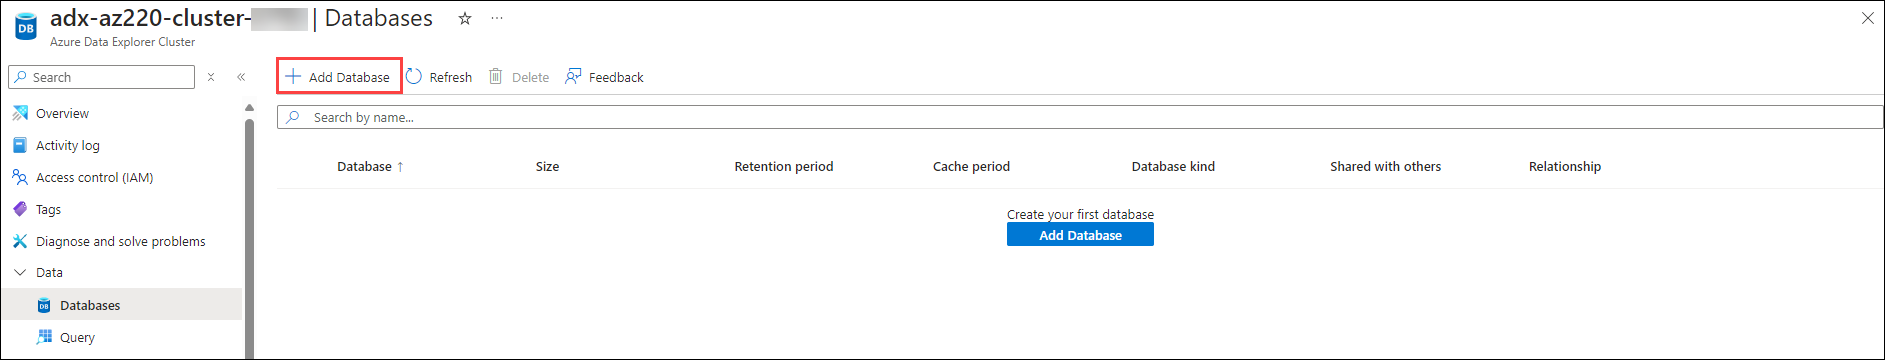 adx-az220-cluster- | Databases
Azure Data Explorer Cluster
Search
Add Database
Refresh
Delete
Feedback
Overview
Activity log
Access control (IAM)
Tags
Diagnose and solve problems
Data
DB Databases
Query
Search by name...
Database ↑ Size Retention period Cache period Database kind Shared with others Relationship
Create your first database
Add Database